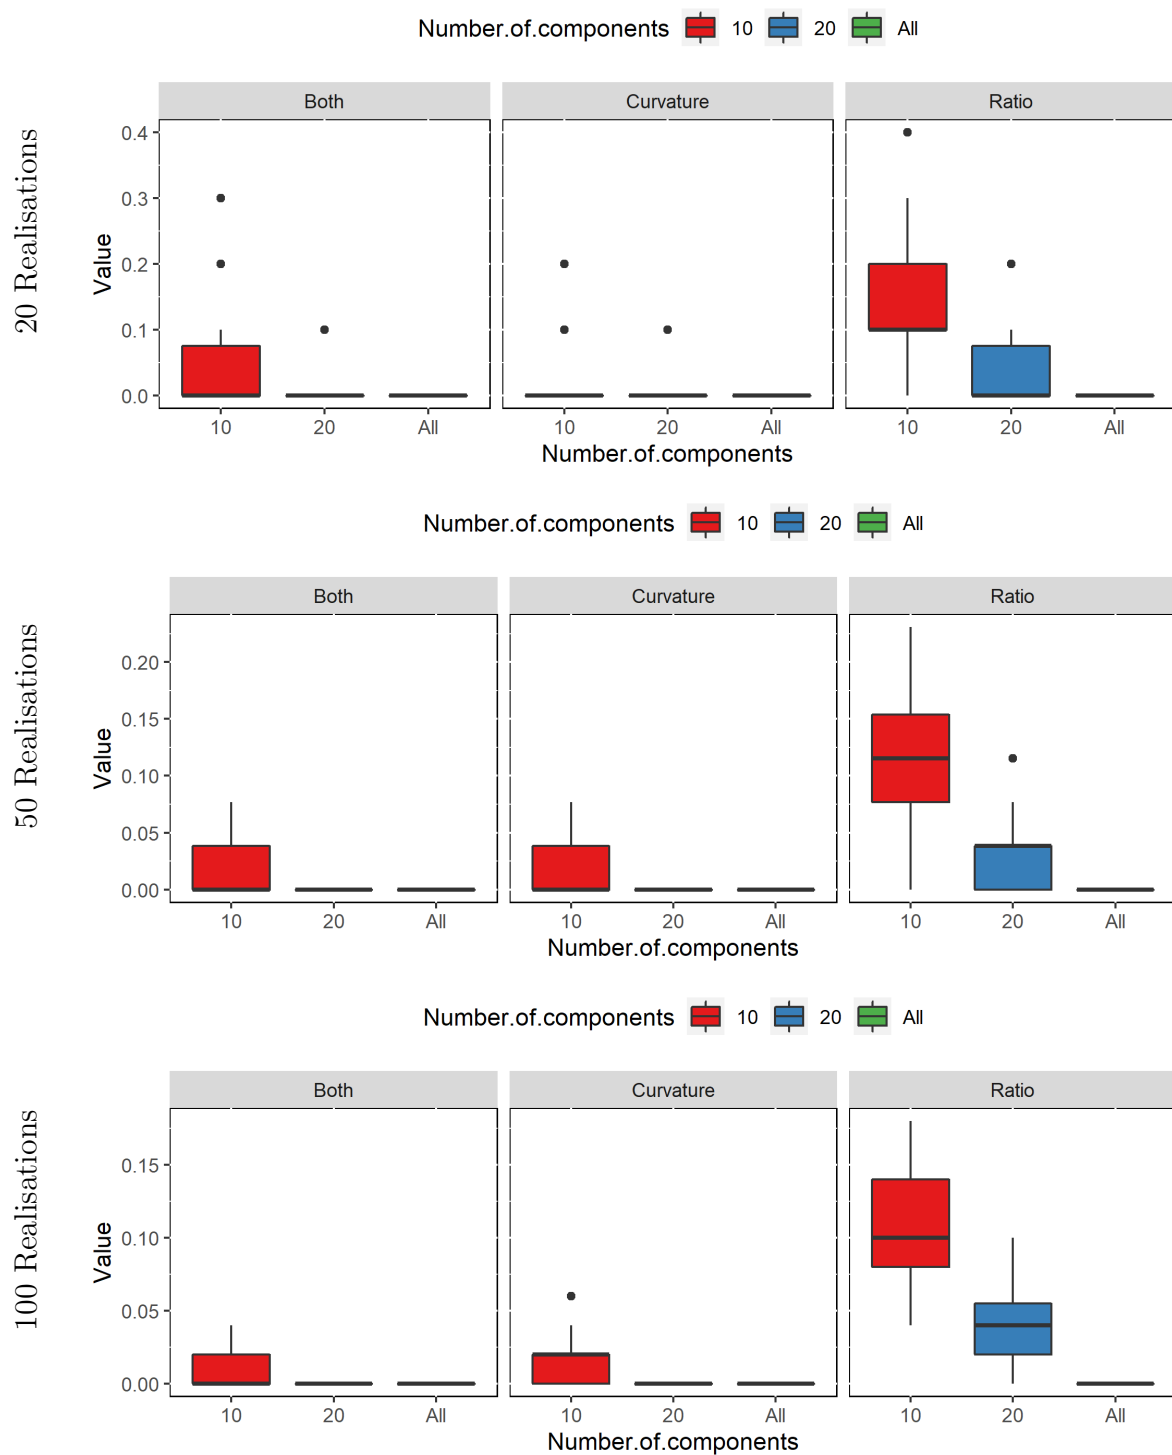 Number.of.components 10 20 All
20 Realisations
Both Curvature Ratio
Value
0.4
0.3
0.2
0.1
0.0
10 20 All 10 20 All 10 20 All
Number.of.components
Number.of.components 10 20 All
50 Realisations
Both Curvature Ratio
Value
0.20
0.15
0.10
0.05
0.00
10 20 All 10 20 All 10 20 All
Number.of.components
Number.of.components 10 20 All
100 Realisations
Both Curvature Ratio
Value
0.15
0.10
0.05
0.00
10 20 All 10 20 All 10 20 All
Number.of.components